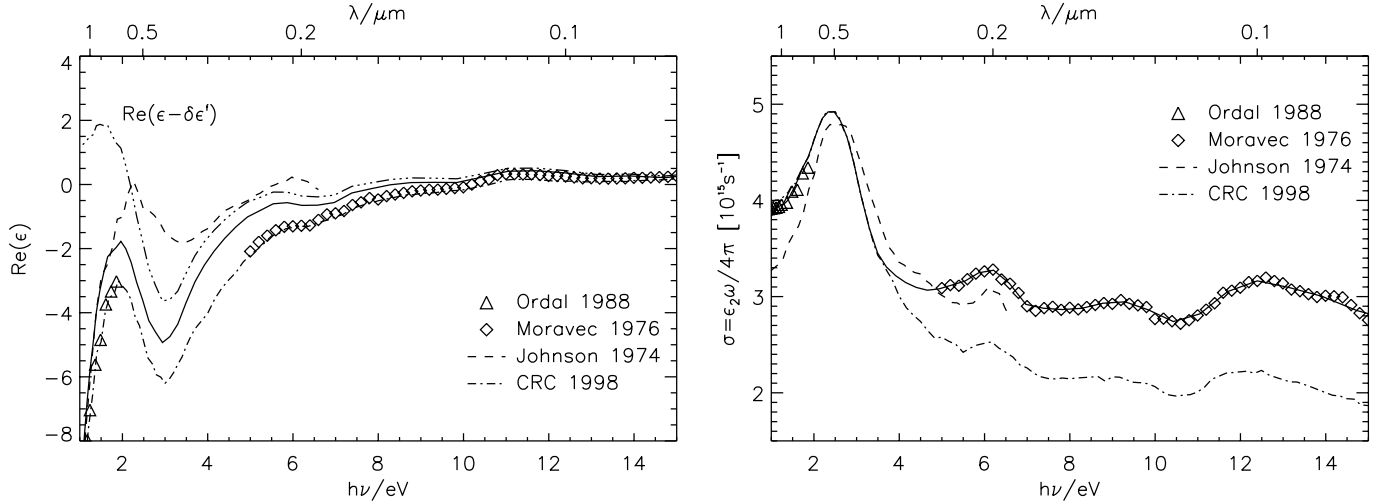 λ/μm
1 0.5 0.2 0.1
4
2
0
−2
−4
−6
−8
Re(ϵ)
Re(ϵ−δϵ')
Ordal 1988
Moravec 1976
Johnson 1974
CRC 1998
2 4 6 8 10 12 14
hν/eV
λ/μm
1 0.5 0.2 0.1
5
4
3
2
σ=ϵ₂ω/4π [10¹⁵s⁻¹]
Ordal 1988
Moravec 1976
Johnson 1974
CRC 1998
2 4 6 8 10 12 14
hν/eV